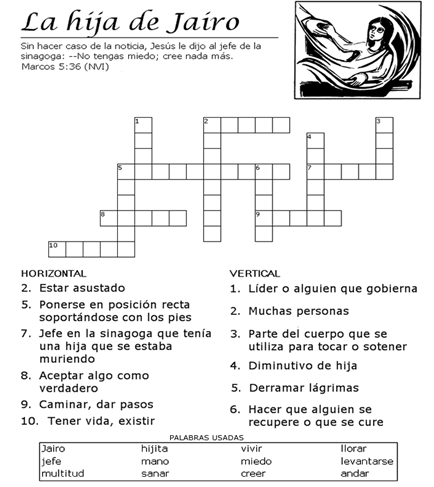 La hija de Jairo
Sin hacer caso de la noticia, Jesús le dijo al jefe de la
sinagoga: --No tengas miedo; cree nada más.
Marcos 5:36 (NVI)
1
2
3
4
5
6
7
8
9
10
HORIZONTAL
2. Estar asustado
5. Ponerse en posición recta
soportándose con los pies
7. Jefe en la sinagoga que tenía
una hija que se estaba
muriendo
8. Aceptar algo como
verdadero
9. Caminar, dar pasos
10. Tener vida, existir
VERTICAL
1. Líder o alguien que gobierna
2. Muchas personas
3. Parte del cuerpo que se
utiliza para tocar o sotener
4. Diminutivo de hija
5. Derramar lágrimas
6. Hacer que alguien se
recupere o que se cure
PALABRAS USADAS
Jairo hijita vivir llorar
jefe mano miedo levantarse
multitud sanar creer andar